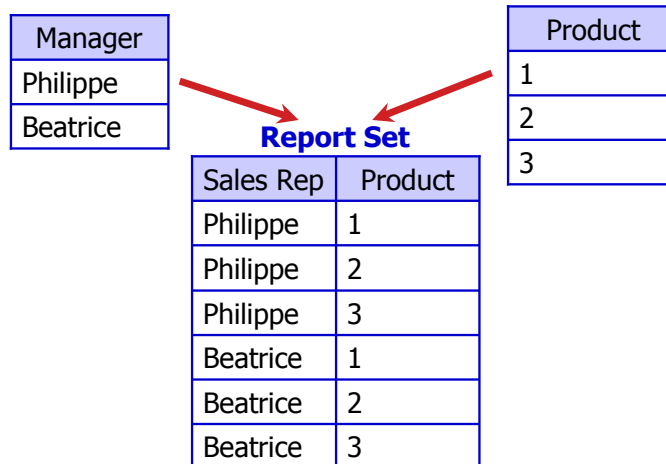 Manager
Philippe
Beatrice
Product
1
2
3
Report Set
Sales Rep Product
Philippe 1
Philippe 2
Philippe 3
Beatrice 1
Beatrice 2
Beatrice 3